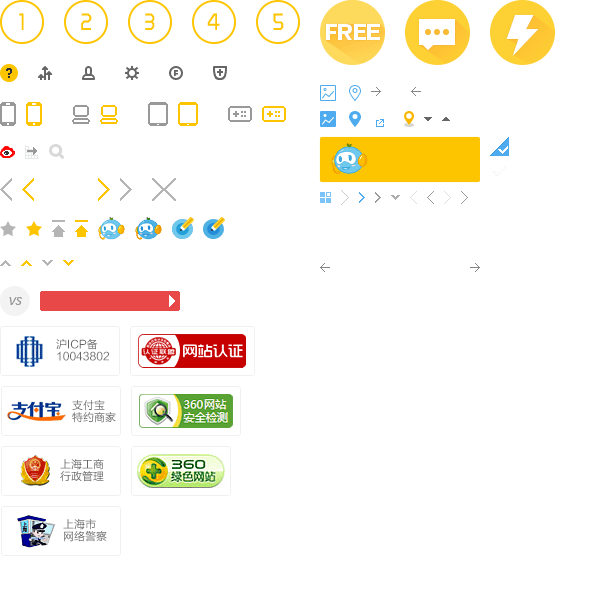 1 2 3 4 5
FREE
?
F
VS
沪ICP备
10043802
认证联盟
网站认证
支付宝
支付宝
特约商家
360网站
安全检测
上海工商
行政管理
360
绿色网站
上海市
网络警察